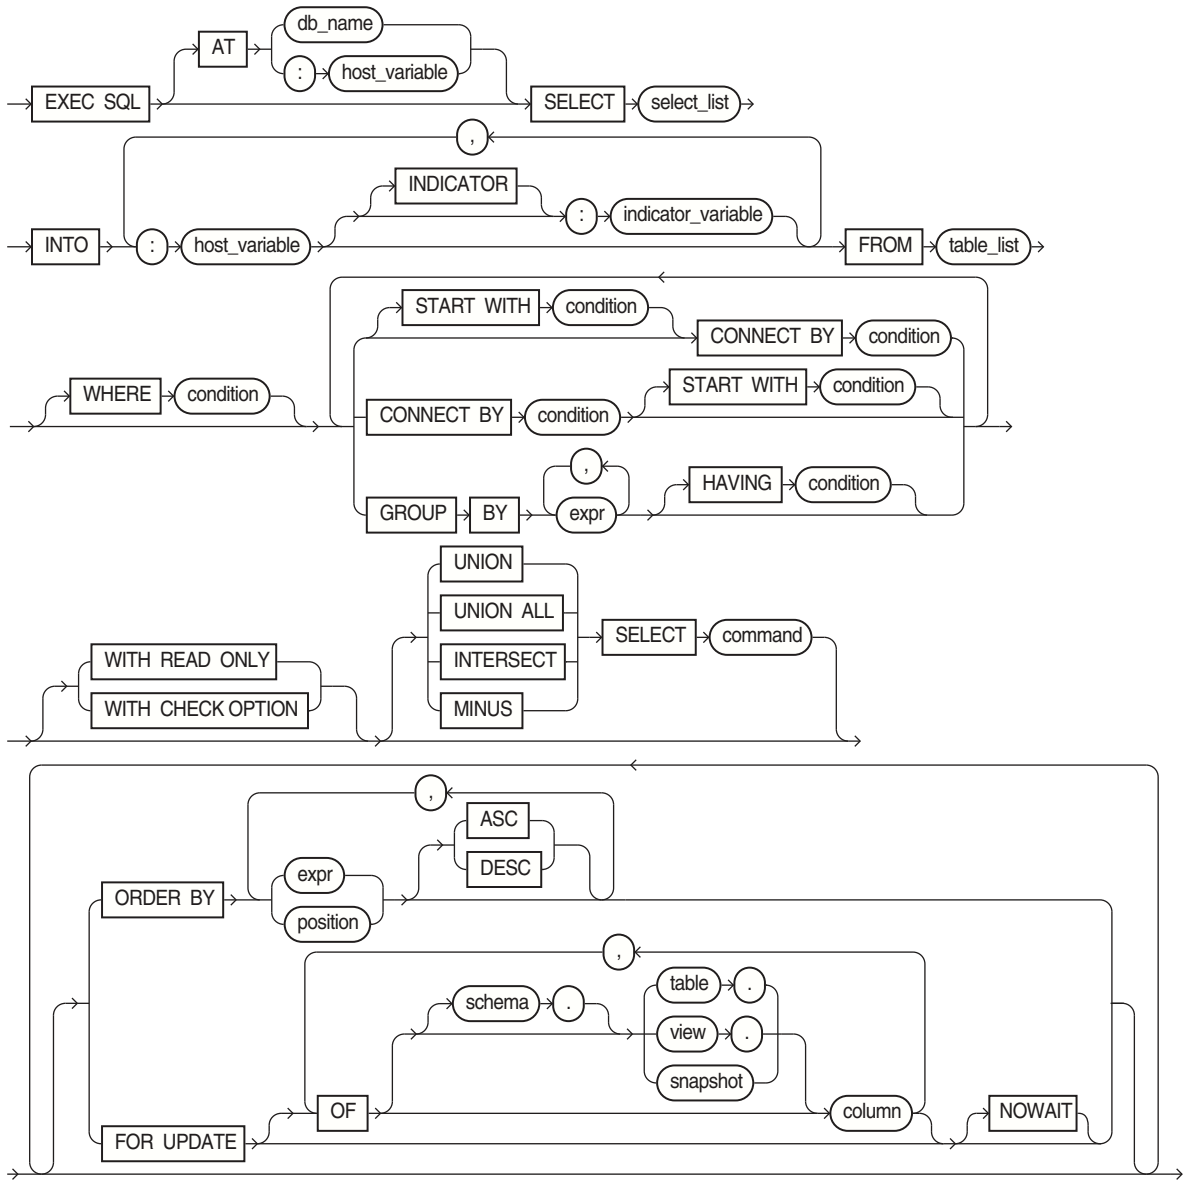 db_name
AT
: host_variable
EXEC SQL SELECT select_list
,
INDICATOR
: indicator_variable
INTO : host_variable FROM table_list
START WITH condition
CONNECT BY condition
START WITH condition
WHERE condition
CONNECT BY condition
,
HAVING condition
GROUP BY expr
UNION
UNION ALL
SELECT command
WITH READ ONLY INTERSECT
WITH CHECK OPTION MINUS
,
ASC
DESC
expr
ORDER BY
position
,
table .
schema .
view .
snapshot
OF column NOWAIT
FOR UPDATE